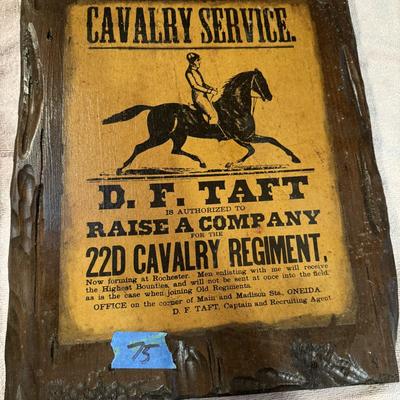 CAVALRY SERVICE.
D. F. TAFT
IS AUTHORIZED TO
RAISE A COMPANY
FOR THE
22D CAVALRY REGIMENT,
Now forming at Rochester. Men enlisting with me will receive
the Highest Bounties, and will not be sent at once into the field,
as is the case when joining Old Regiments.
OFFICE on the corner of Main and Madison Sts., ONEIDA.
D. F. TAFT, Captain and Recruiting Agent.
75